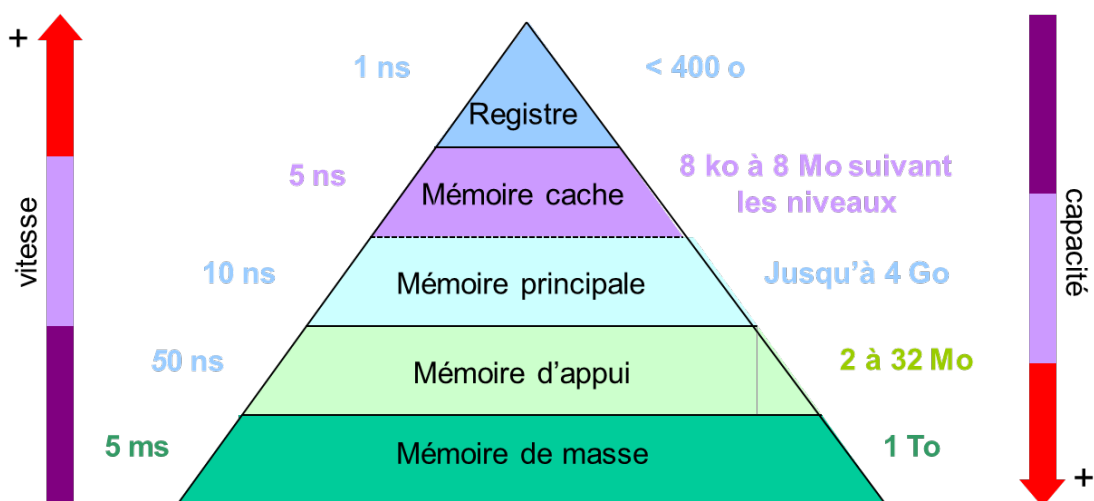 +
vitesse
1 ns
Registre
< 400 o
5 ns
Mémoire cache
8 ko à 8 Mo suivant
les niveaux
10 ns
Mémoire principale
Jusqu'à 4 Go
50 ns
Mémoire d'appui
2 à 32 Mo
5 ms
Mémoire de masse
1 To
capacité
+